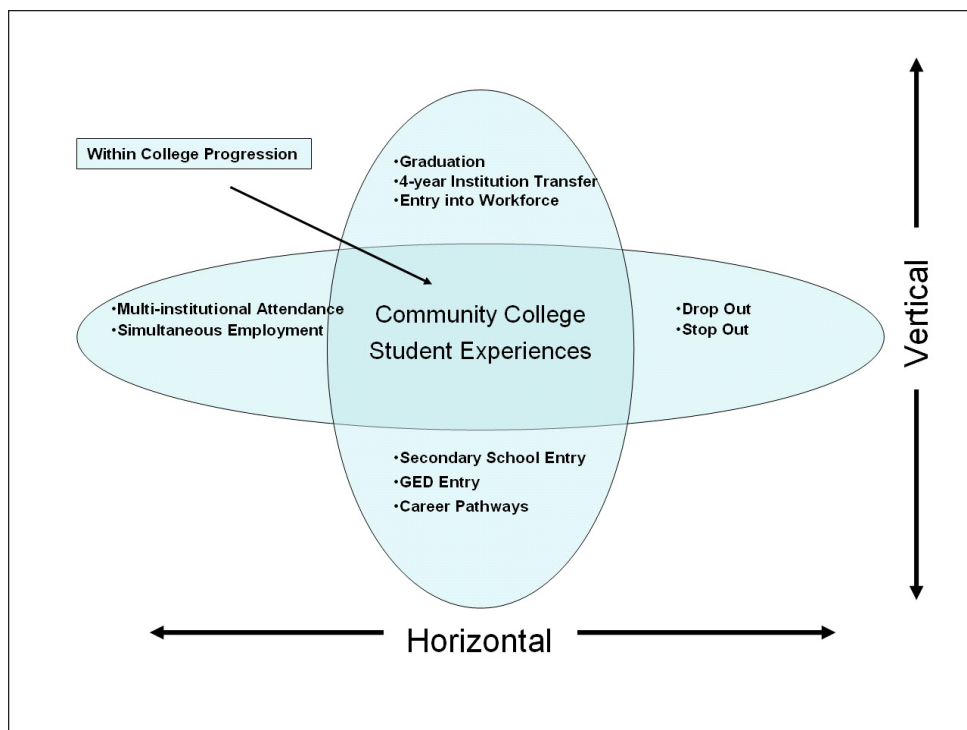 Within College Progression
•Graduation
•4-year Institution Transfer
•Entry into Workforce
•Multi-institutional Attendance
•Simultaneous Employment
Community College
Student Experiences
•Drop Out
•Stop Out
•Secondary School Entry
•GED Entry
•Career Pathways
Horizontal
Vertical